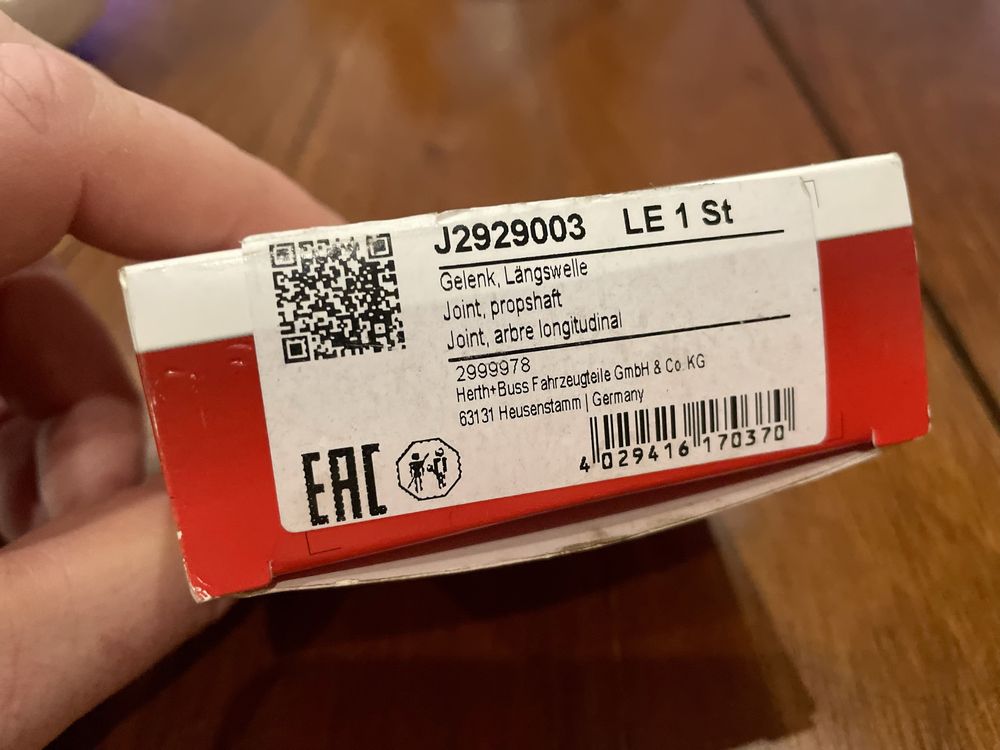 J2929003 LE 1 St
Gelenk, Längswelle
Joint, propshaft
Joint, arbre longitudinal
2999978
Herth+Buss Fahrzeugteile GmbH & Co. KG
63131 Heusenstamm | Germany
EAC
4 029416 170370